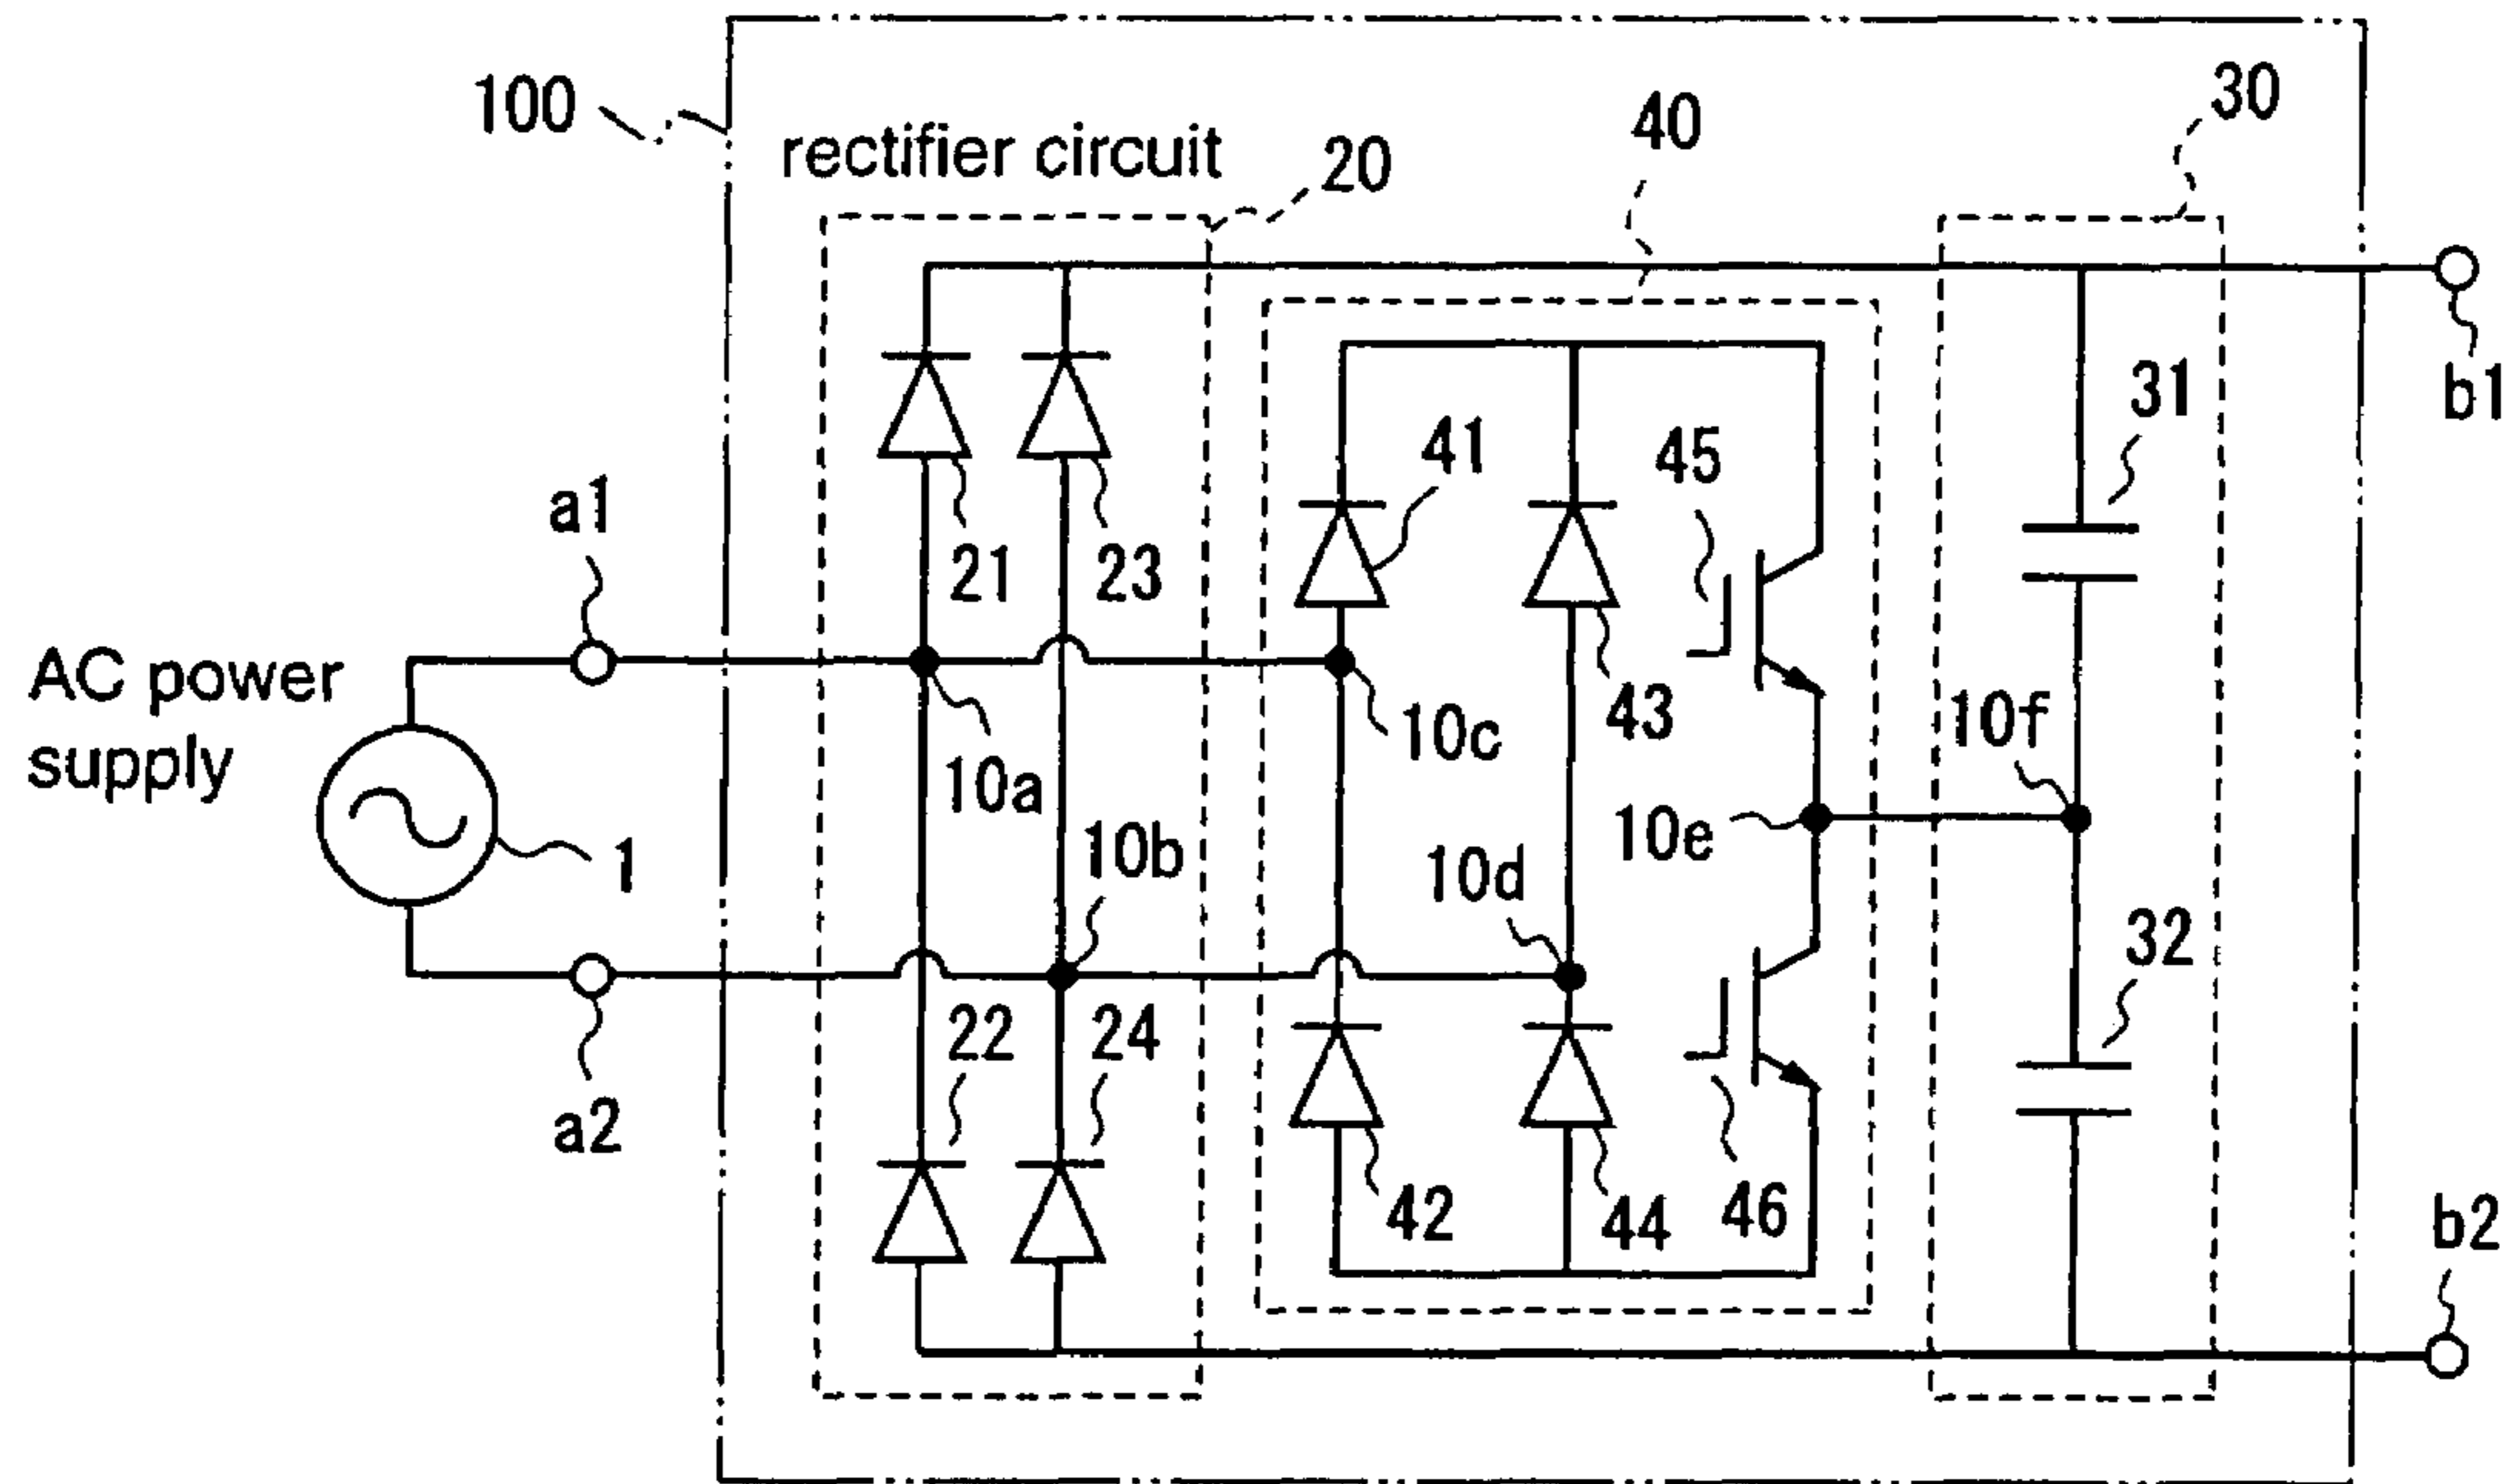 100
rectifier circuit
20
40
30
b1
31
41
45
a1
21
23
AC power
supply
43
10c
10f
10a
10b
10e
10d
1
32
22
24
a2
42
44
46
b2